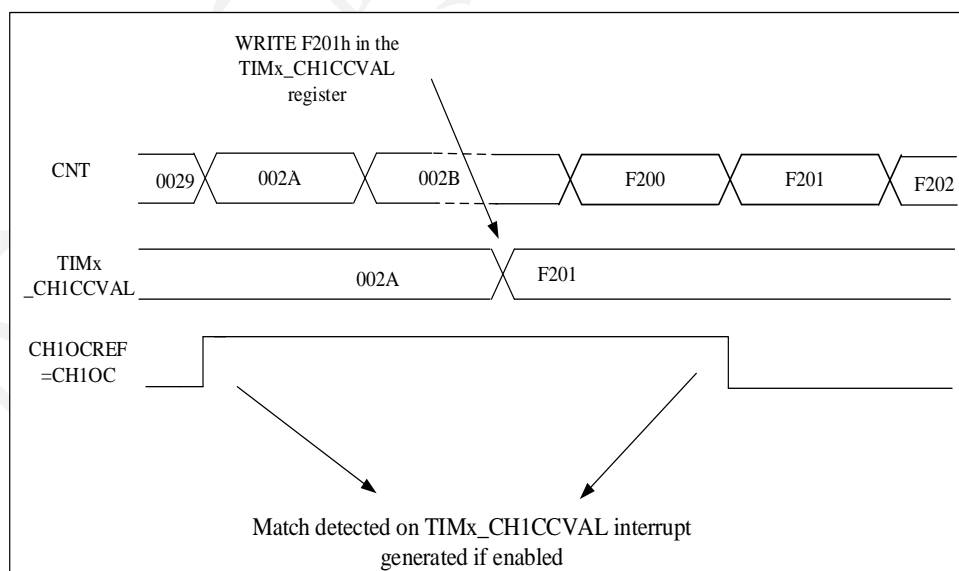 WRITE F201h in the
TIMx_CH1CCVAL
register
CNT
0029
002A
002B
F200
F201
F202
TIMx
_CH1CCVAL
002A
F201
CH1OCREF
=CH1OC
Match detected on TIMx_CH1CCVAL interrupt
generated if enabled